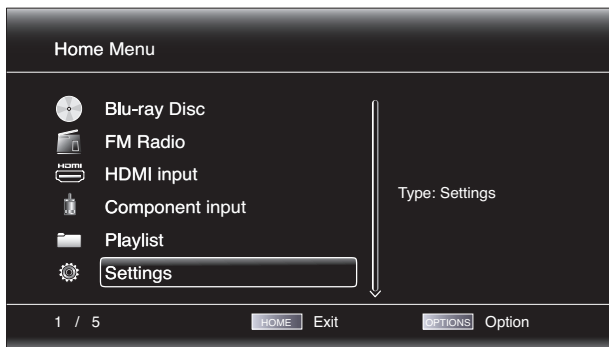 Home Menu
Blu-ray Disc
FM Radio
HDMI
HDMI input
Component input
Type: Settings
Playlist
Settings
1 / 5
HOME Exit
OPTIONS Option